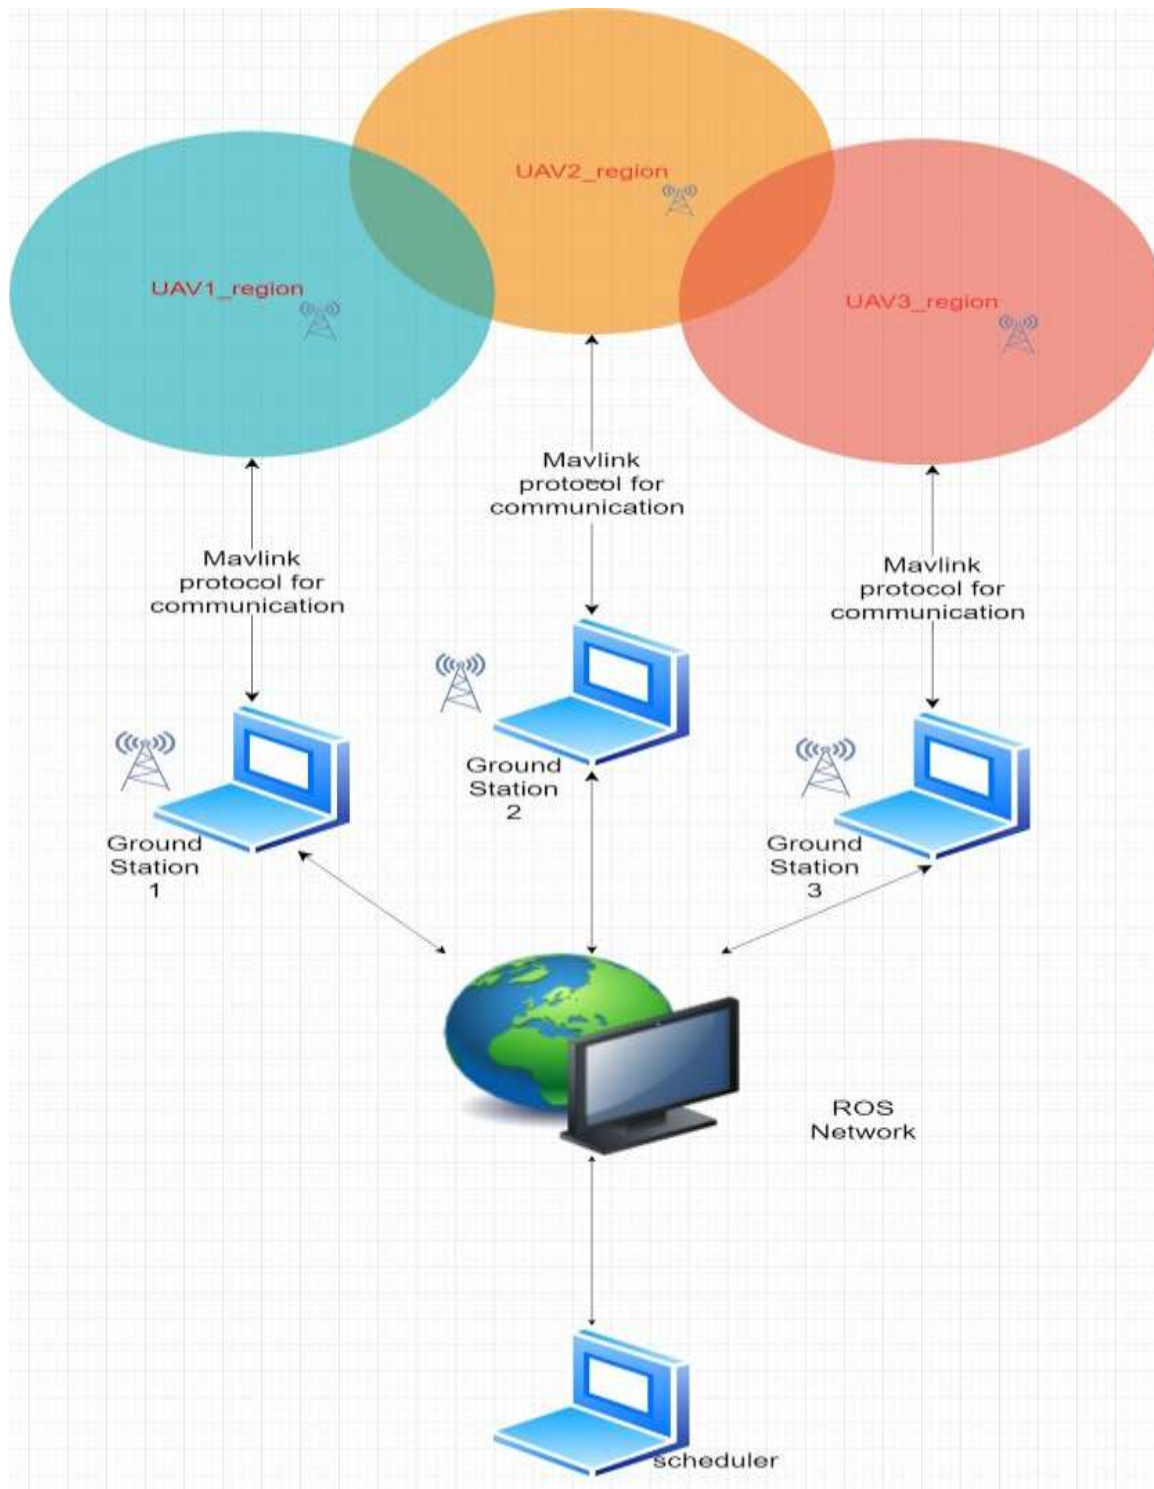 UAV2_region
UAV1_region
UAV3_region
Mavlink
protocol for
communication
Mavlink
protocol for
communication
Mavlink
protocol for
communication
Ground
Station
2
Ground
Station
1
Ground
Station
3
ROS
Network
scheduler